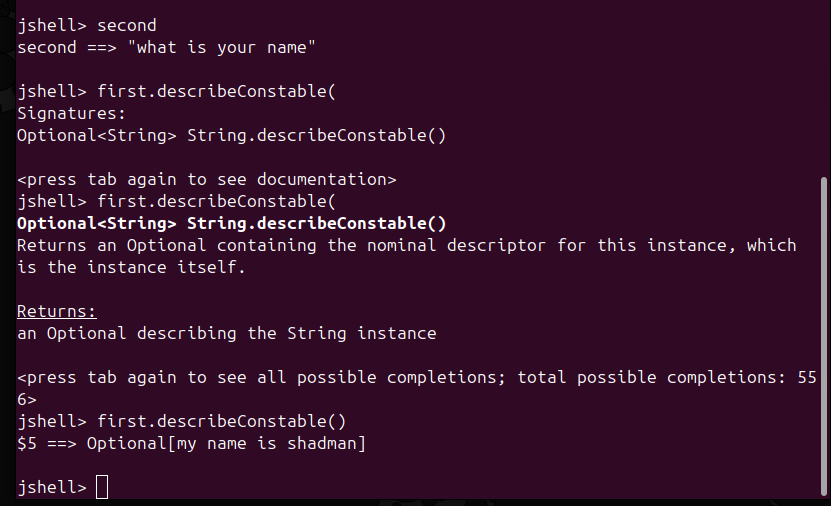 jshell> second
second ==> "what is your name"
jshell> first.describeConstable(
Signatures:
Optional<String> String.describeConstable()
<press tab again to see documentation>
jshell> first.describeConstable(
Optional<String> String.describeConstable()
Returns an Optional containing the nominal descriptor for this instance, which
is the instance itself.
Returns:
an Optional describing the String instance
<press tab again to see all possible completions; total possible completions: 55
6>
jshell> first.describeConstable()
$5 ==> Optional[my name is shadman]
jshell>